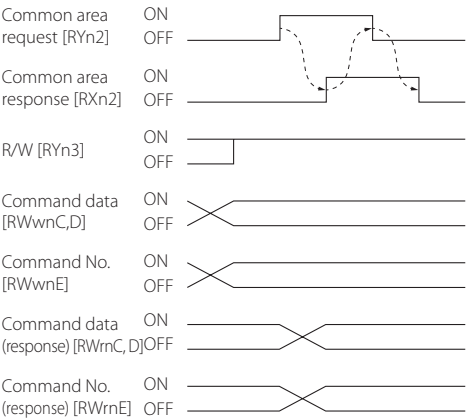 Common area ON
request [RYn2] OFF
Common area ON
response [RXn2] OFF
ON
R/W [RYn3]
OFF
Command data ON
[RWwnC,D] OFF
Command No. ON
[RWwnE] OFF
Command data ON
(response) [RWrnC, D] OFF
Command No. ON
(response) [RWrnE] OFF